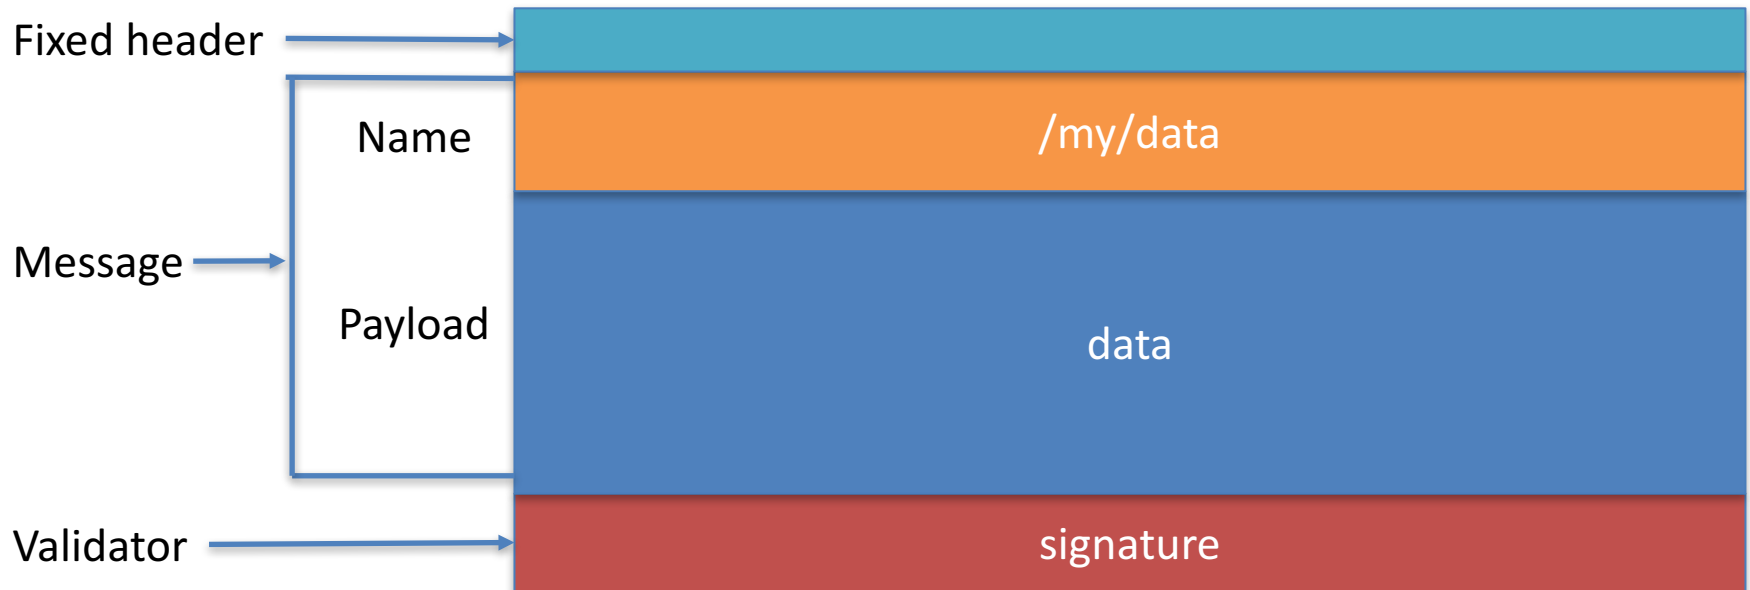 Fixed header
Name
/my/data
Message
Payload
data
Validator
signature